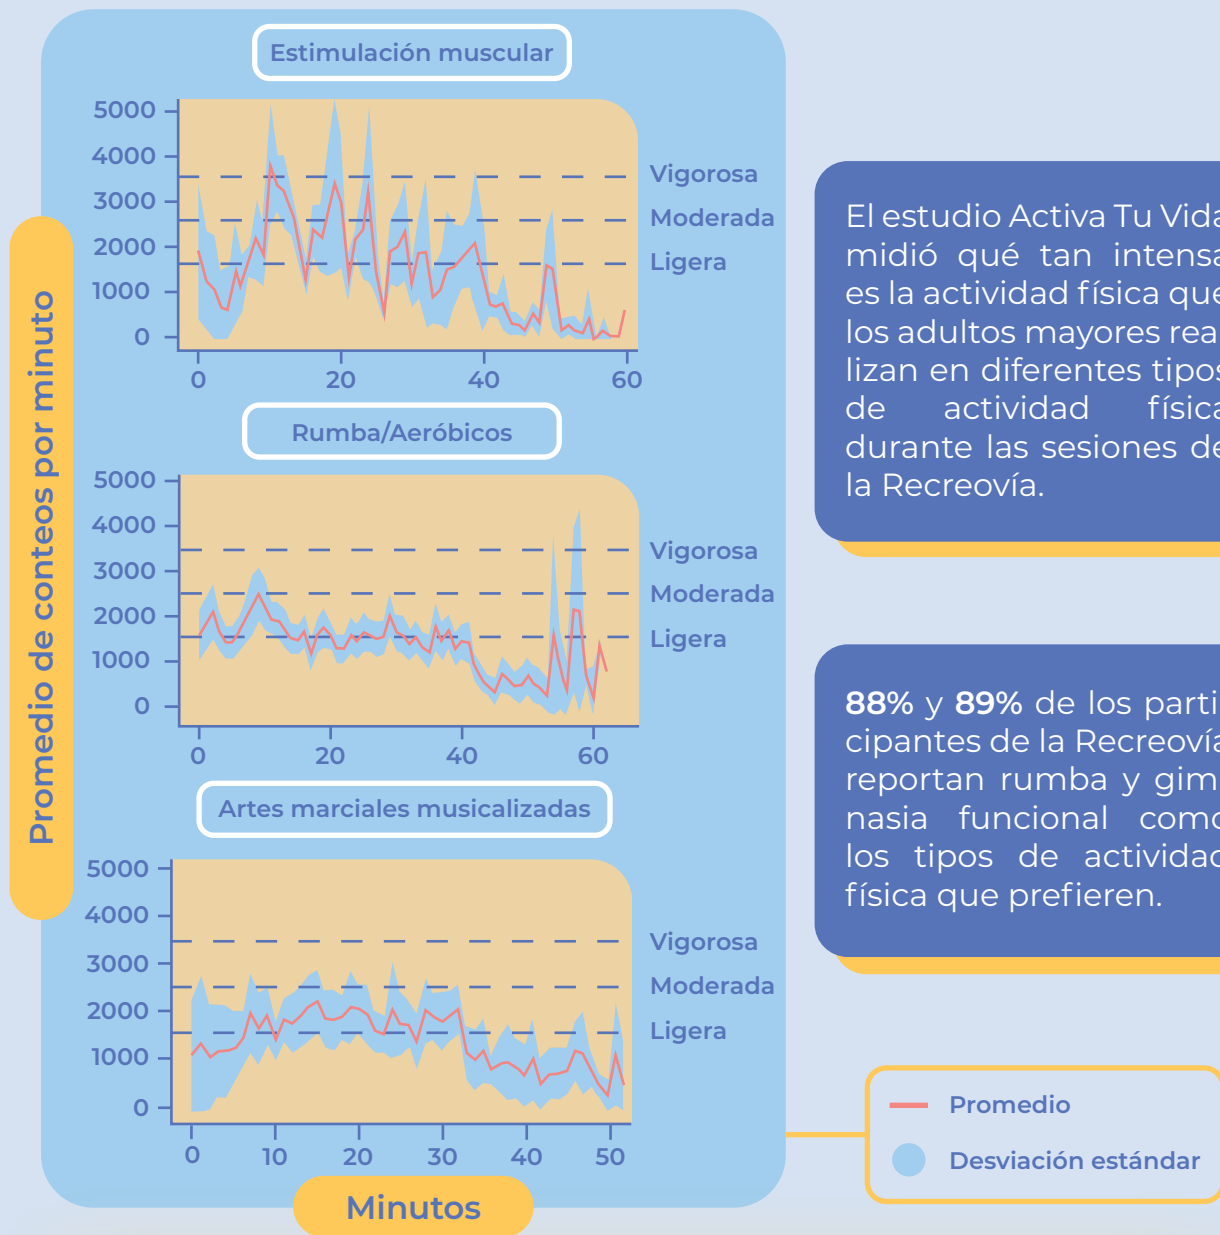 Promedio de conteos por minuto
Estimulación muscular
5000
4000
3000
2000
1000
0
Vigorosa
Moderada
Ligera
0 20 40 60
Rumba/Aeróbicos
5000
4000
3000
2000
1000
0
Vigorosa
Moderada
Ligera
0 20 40 60
Artes marciales musicalizadas
5000
4000
3000
2000
1000
0
Vigorosa
Moderada
Ligera
0 10 20 30 40 50
Minutos
El estudio Activa Tu Vida
midió qué tan intensa
es la actividad física que
los adultos mayores rea
lizan en diferentes tipos
de actividad física
durante las sesiones de
la Recreovía.
88% y 89% de los parti
cipantes de la Recreovía
reportan rumba y gim
nasia funcional como
los tipos de actividad
física que prefieren.
Promedio
Desviación estándar